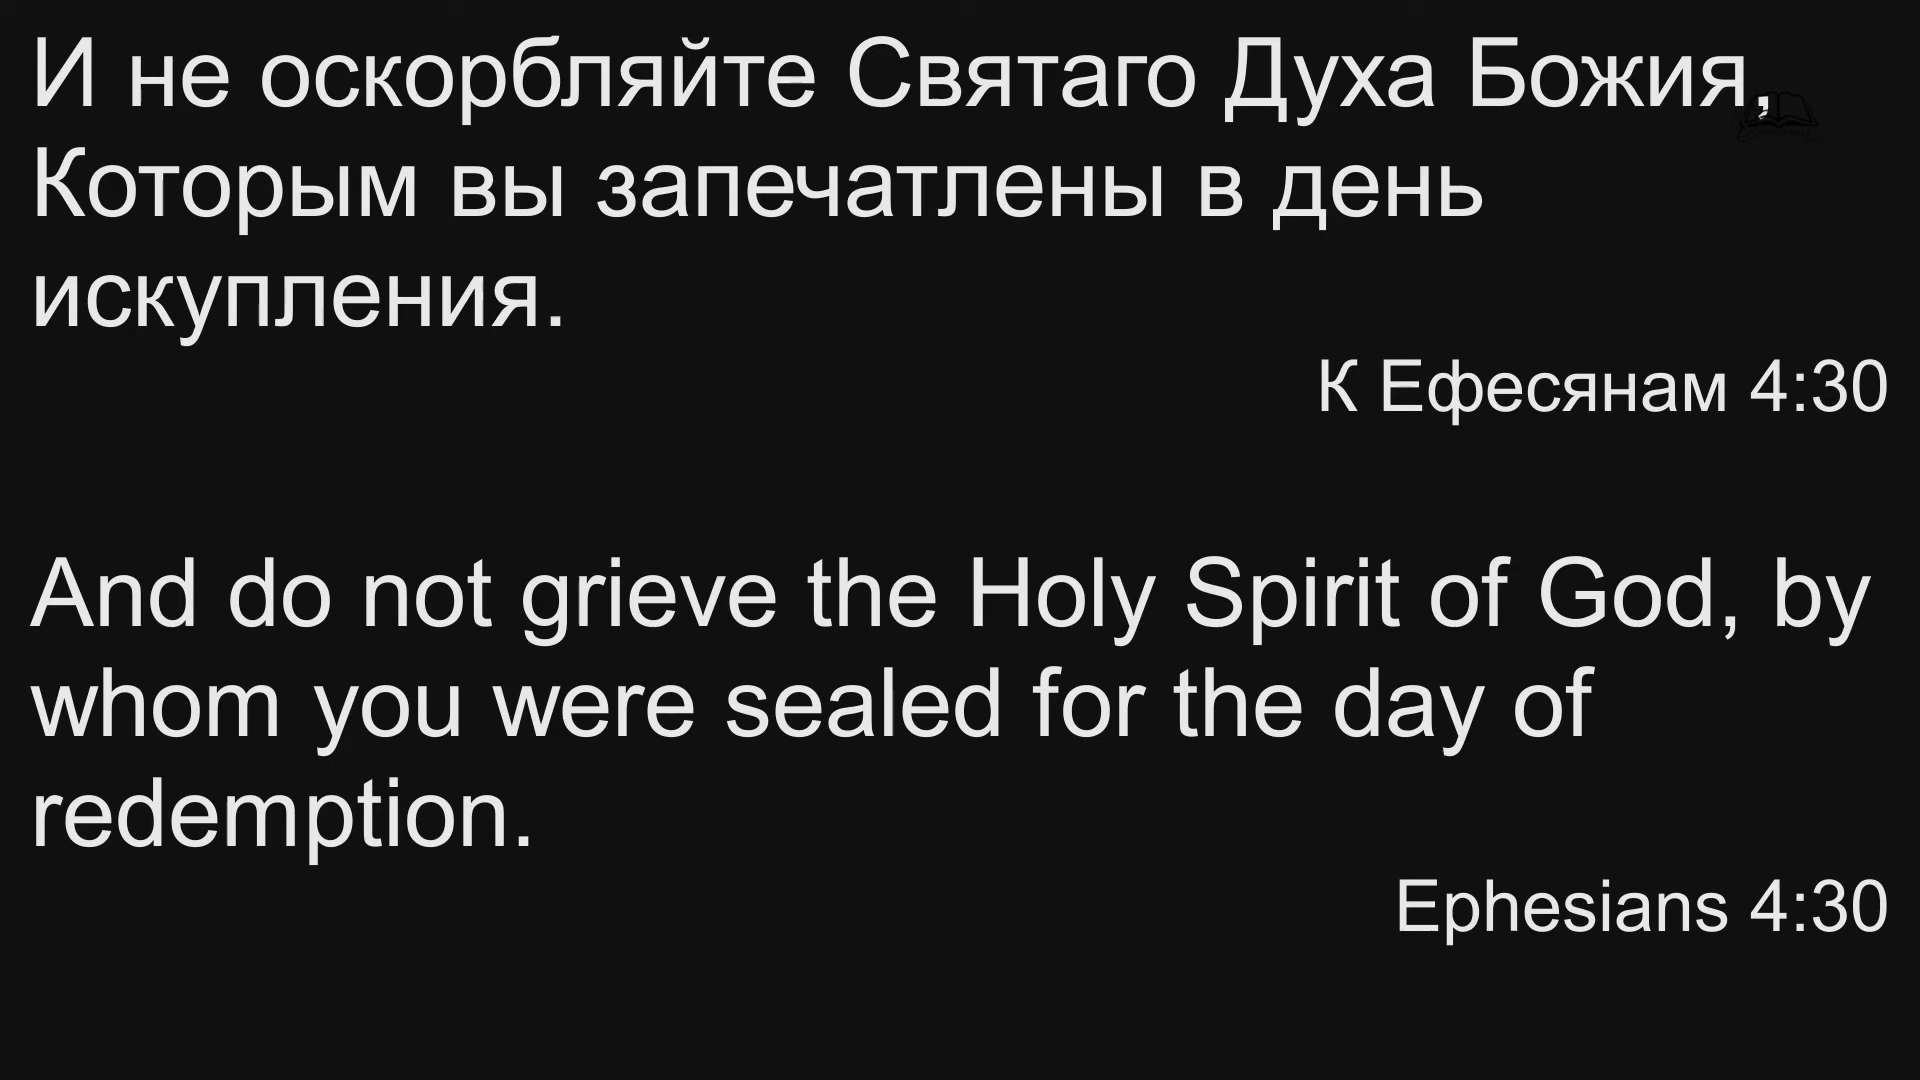 И не оскорбляйте Святаго Духа Божия,
Которым вы запечатлены в день
искупления.
К Ефесянам 4:30
And do not grieve the Holy Spirit of God, by
whom you were sealed for the day of
redemption.
Ephesians 4:30